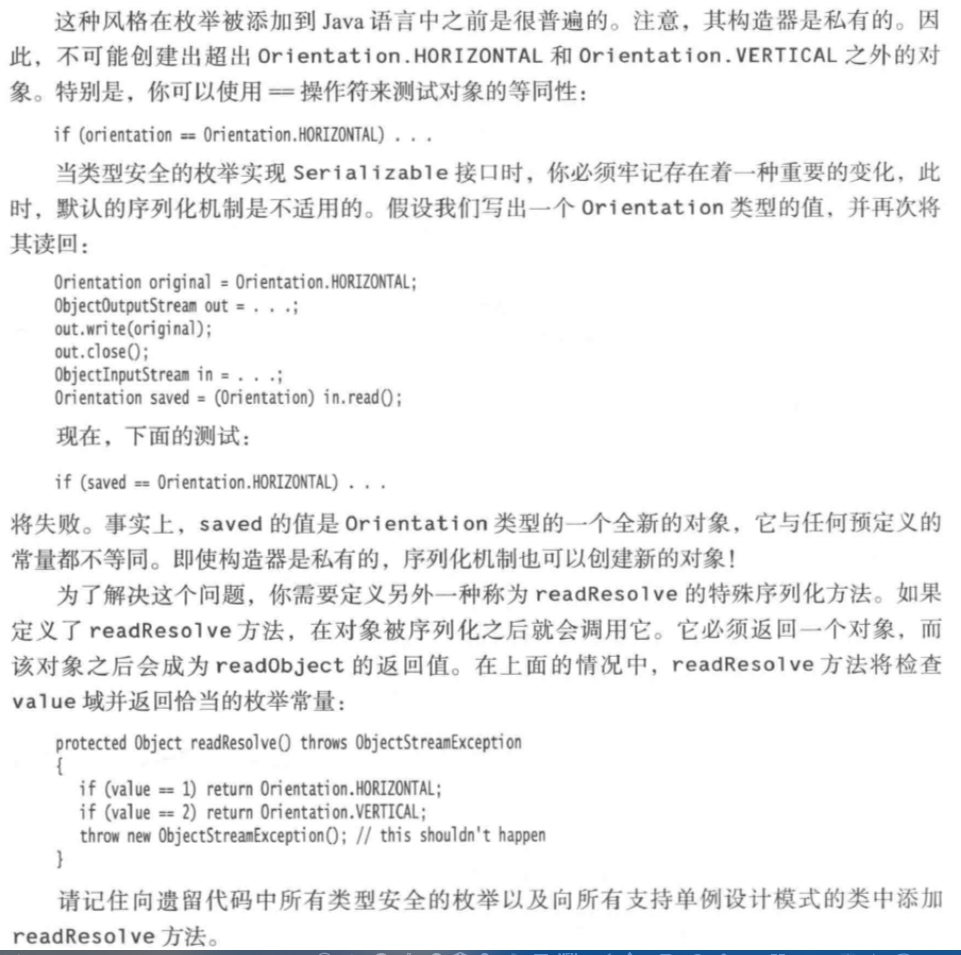 这种风格在枚举被添加到 Java 语言中之前是很普遍的。注意，其构造器是私有的。因
此，不可能创建出超出 Orientation.HORIZONTAL 和 Orientation.VERTICAL 之外的对
象。特别是，你可以使用 == 操作符来测试对象的等同性：
if (orientation == Orientation.HORIZONTAL) . . .
当类型安全的枚举实现 Serializable 接口时，你必须牢记存在着一种重要的变化，此
时，默认的序列化机制是不适用的。假设我们写出一个 Orientation 类型的值，并再次将
其读回：
Orientation original = Orientation.HORIZONTAL;
ObjectOutputStream out = . . .;
out.write(original);
out.close();
ObjectInputStream in = . . .;
Orientation saved = (Orientation) in.read();
现在，下面的测试：
if (saved == Orientation.HORIZONTAL) . . .
将失败。事实上，saved 的值是 Orientation 类型的一个全新的对象，它与任何预定义的
常量都不等同。即使构造器是私有的，序列化机制也可以创建新的对象！
为了解决这个问题，你需要定义另外一种称为 readResolve 的特殊序列化方法。如果
定义了 readResolve 方法，在对象被序列化之后就会调用它。它必须返回一个对象，而
该对象之后会成为 readObject 的返回值。在上面的情况中，readResolve 方法将检查
value 域并返回恰当的枚举常量：
protected Object readResolve() throws ObjectStreamException
{
if (value == 1) return Orientation.HORIZONTAL;
if (value == 2) return Orientation.VERTICAL;
throw new ObjectStreamException(); // this shouldn't happen
}
请记住向遗留代码中所有类型安全的枚举以及向所有支持单例设计模式的类中添加
readResolve 方法。